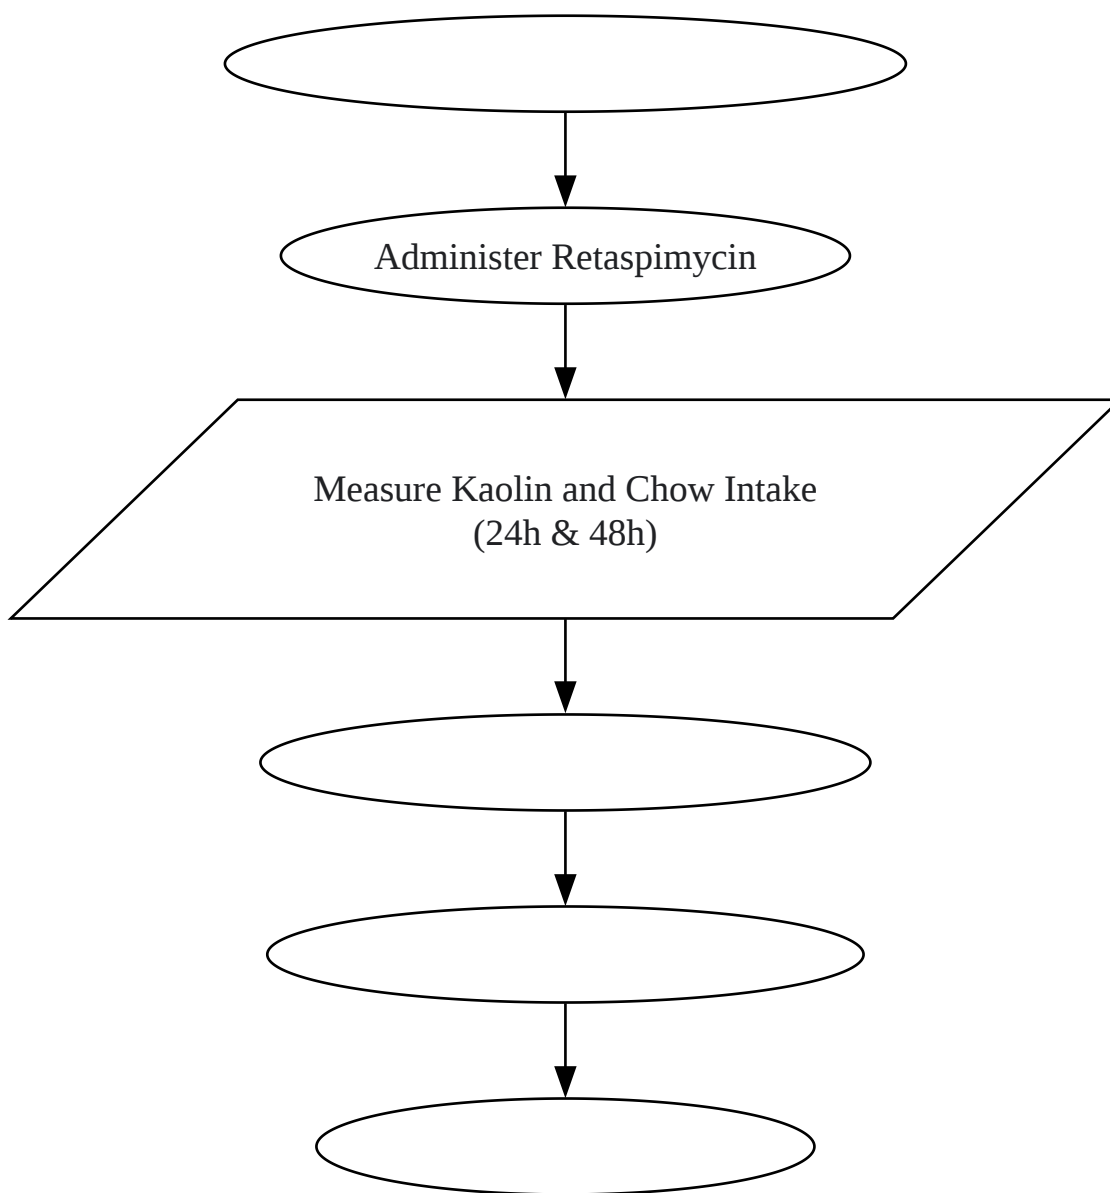 Administer Retaspimycin
Measure Kaolin and Chow Intake
(24h & 48h)